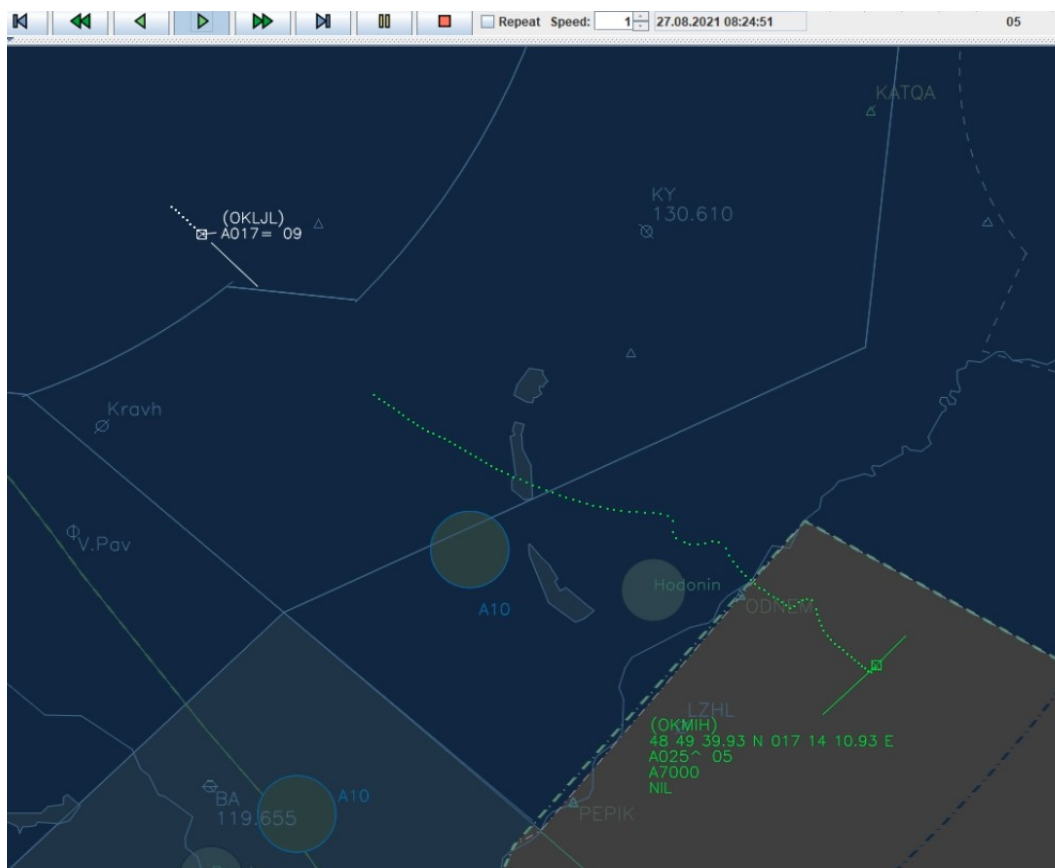 Repeat Speed: 1 27.08.2021 08:24:51 05
KATQA
KY
130.610
(OKLJL)
A017= 09
Kravh
V.Pav
Hodonin
ODNEM
A10
LZHL
(OKMIH)
48 49 39.93 N 017 14 10.93 E
A025^ 05
A7000
NIL
BA
119.655
A10
PEPIK